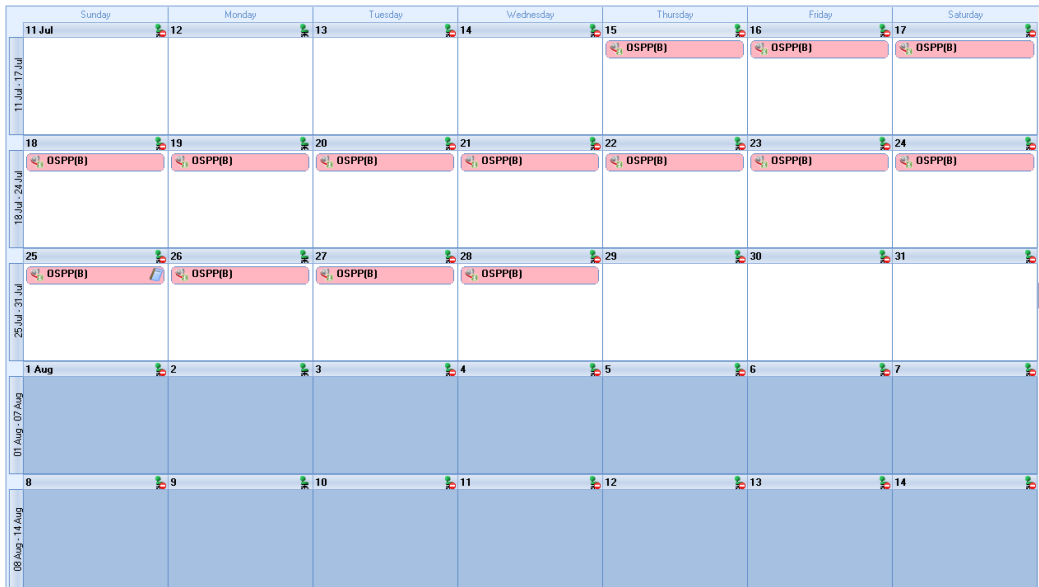 Sunday Monday Tuesday Wednesday Thursday Friday Saturday
11 Jul - 17 Jul
11 Jul 12 13 14 15 16 17
OSPP(B) OSPP(B) OSPP(B)
18 Jul - 24 Jul
18 19 20 21 22 23 24
OSPP(B) OSPP(B) OSPP(B) OSPP(B) OSPP(B) OSPP(B) OSPP(B)
25 Jul - 31 Jul
25 26 27 28 29 30 31
OSPP(B) OSPP(B) OSPP(B) OSPP(B)
01 Aug - 07 Aug
1 Aug 2 3 4 5 6 7
08 Aug - 14 Aug
8 9 10 11 12 13 14